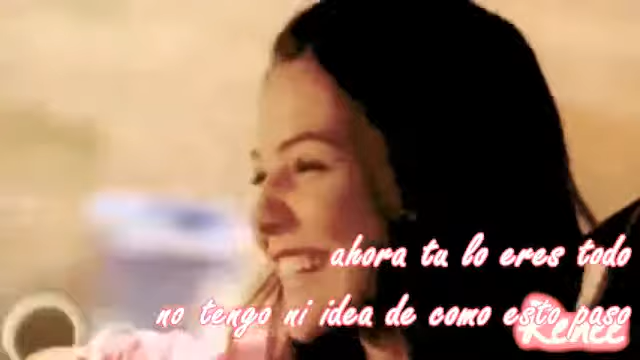 ahora tu lo eres todo
no tengo ni idea de como esto paso
Renee